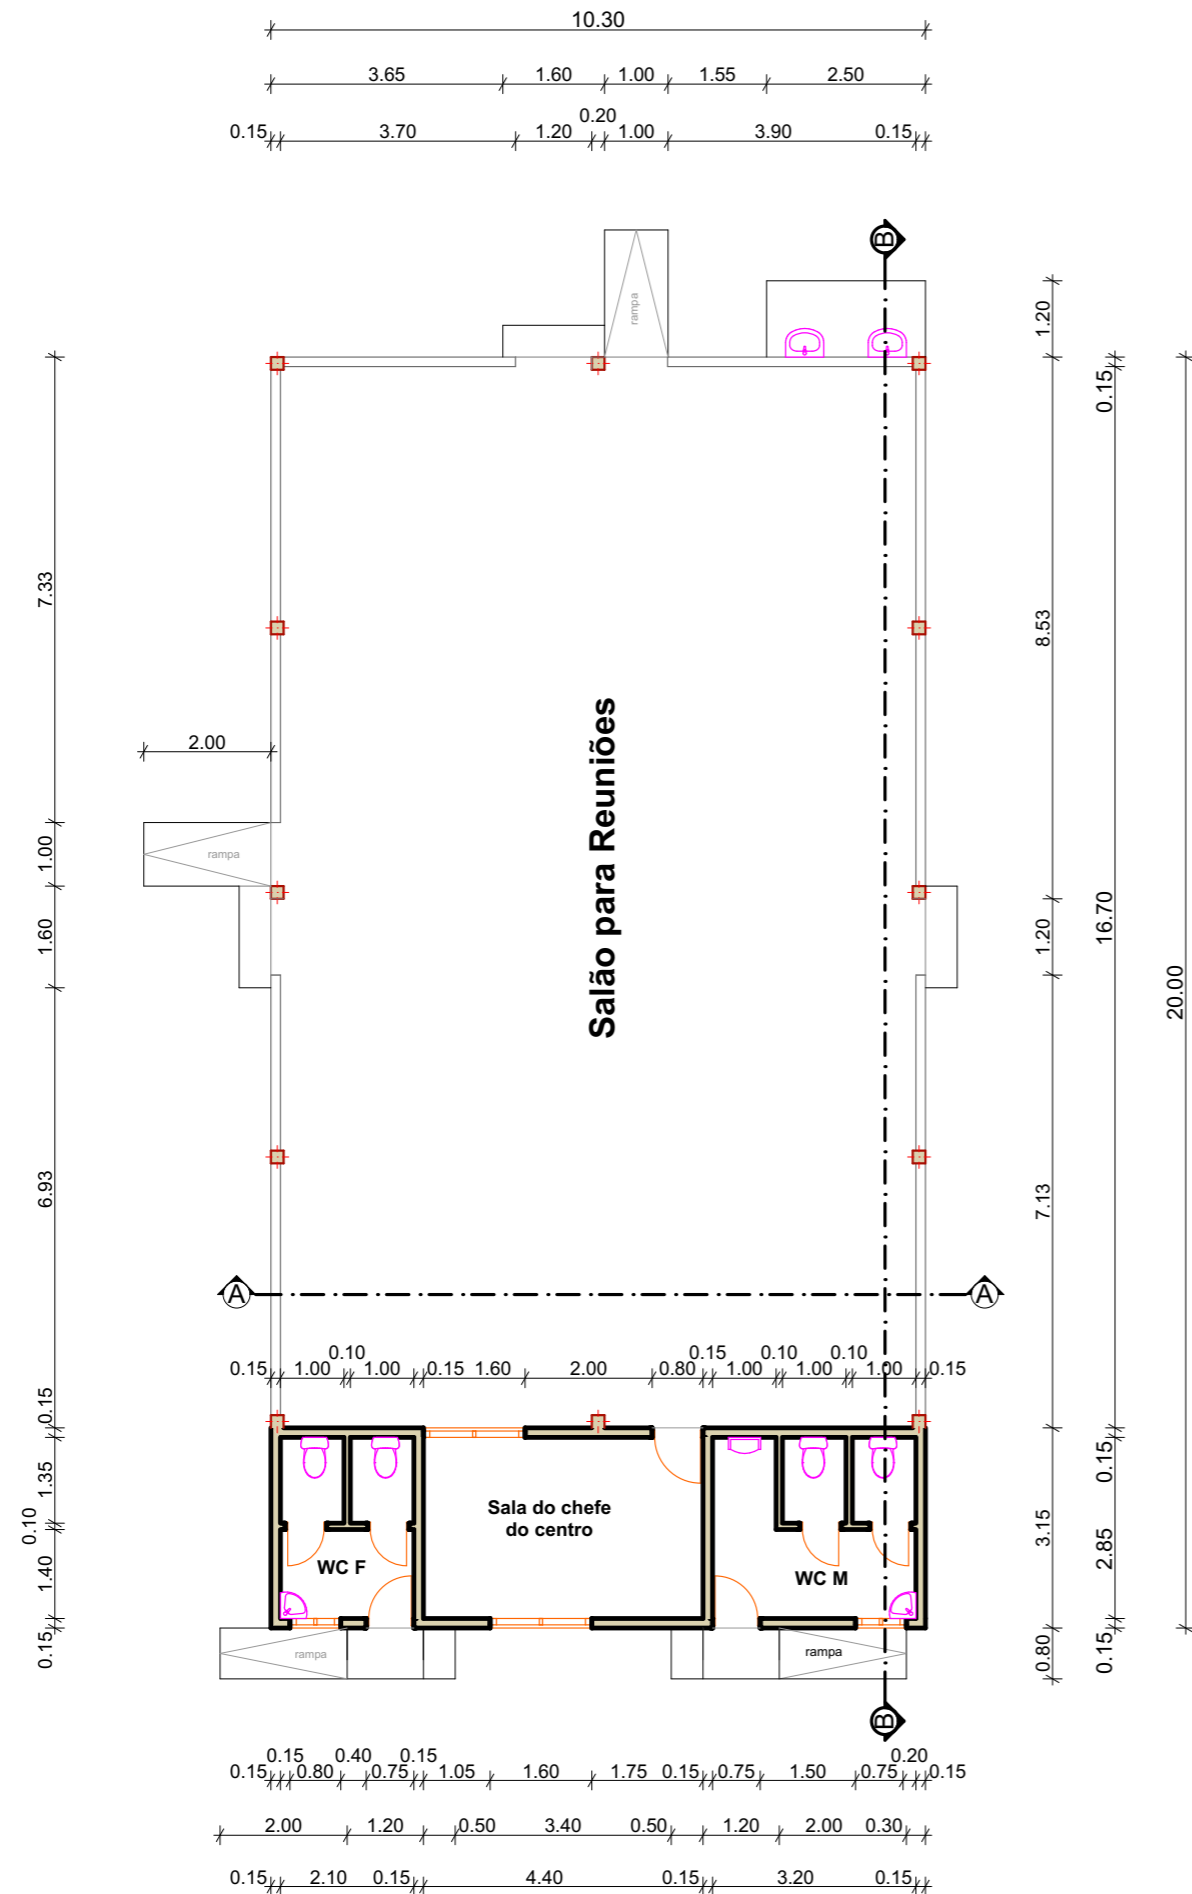 10.30
3.65 1.60 1.00 1.55 2.50
0.20
0.15 3.70 1.20 1.00 3.90 0.15
B
rampa
1.20
0.15
7.33
8.53
Salão para Reuniões
2.00
1.00
rampa
1.60
1.20
16.70
20.00
6.93
7.13
A A
0.10 0.15 0.10 0.10
0.15 1.00 1.00 0.15 1.60 2.00 0.80 1.00 1.00 1.00 0.15
0.15
1.35
0.10
1.40
0.15
Sala do chefe
do centro
WC F
WC M
3.15
0.15
2.85
0.15
0.80
rampa
rampa
B
0.15 0.40 0.15 0.20
0.15 0.80 0.75 1.05 1.60 1.75 0.15 0.75 1.50 0.75 0.15
2.00 1.20 0.50 3.40 0.50 1.20 2.00 0.30
0.15 2.10 0.15 4.40 0.15 3.20 0.15